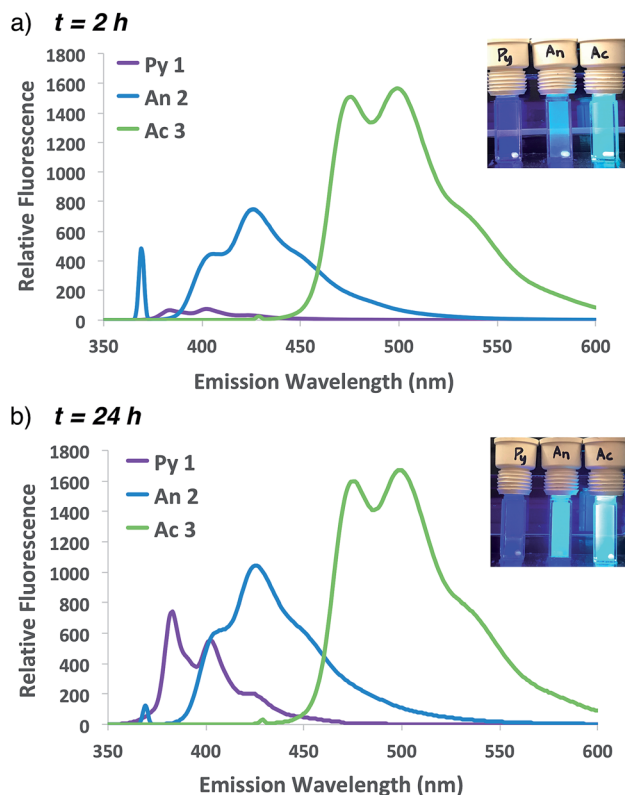 a) t = 2 h
1800
1600
1400
1200
1000
800
600
400
200
0
Relative Fluorescence
Py 1
An 2
Ac 3
Py An Ac
350 400 450 500 550 600
Emission Wavelength (nm)
b) t = 24 h
1800
1600
1400
1200
1000
800
600
400
200
0
Relative Fluorescence
Py 1
An 2
Ac 3
Py An Ac
350 400 450 500 550 600
Emission Wavelength (nm)